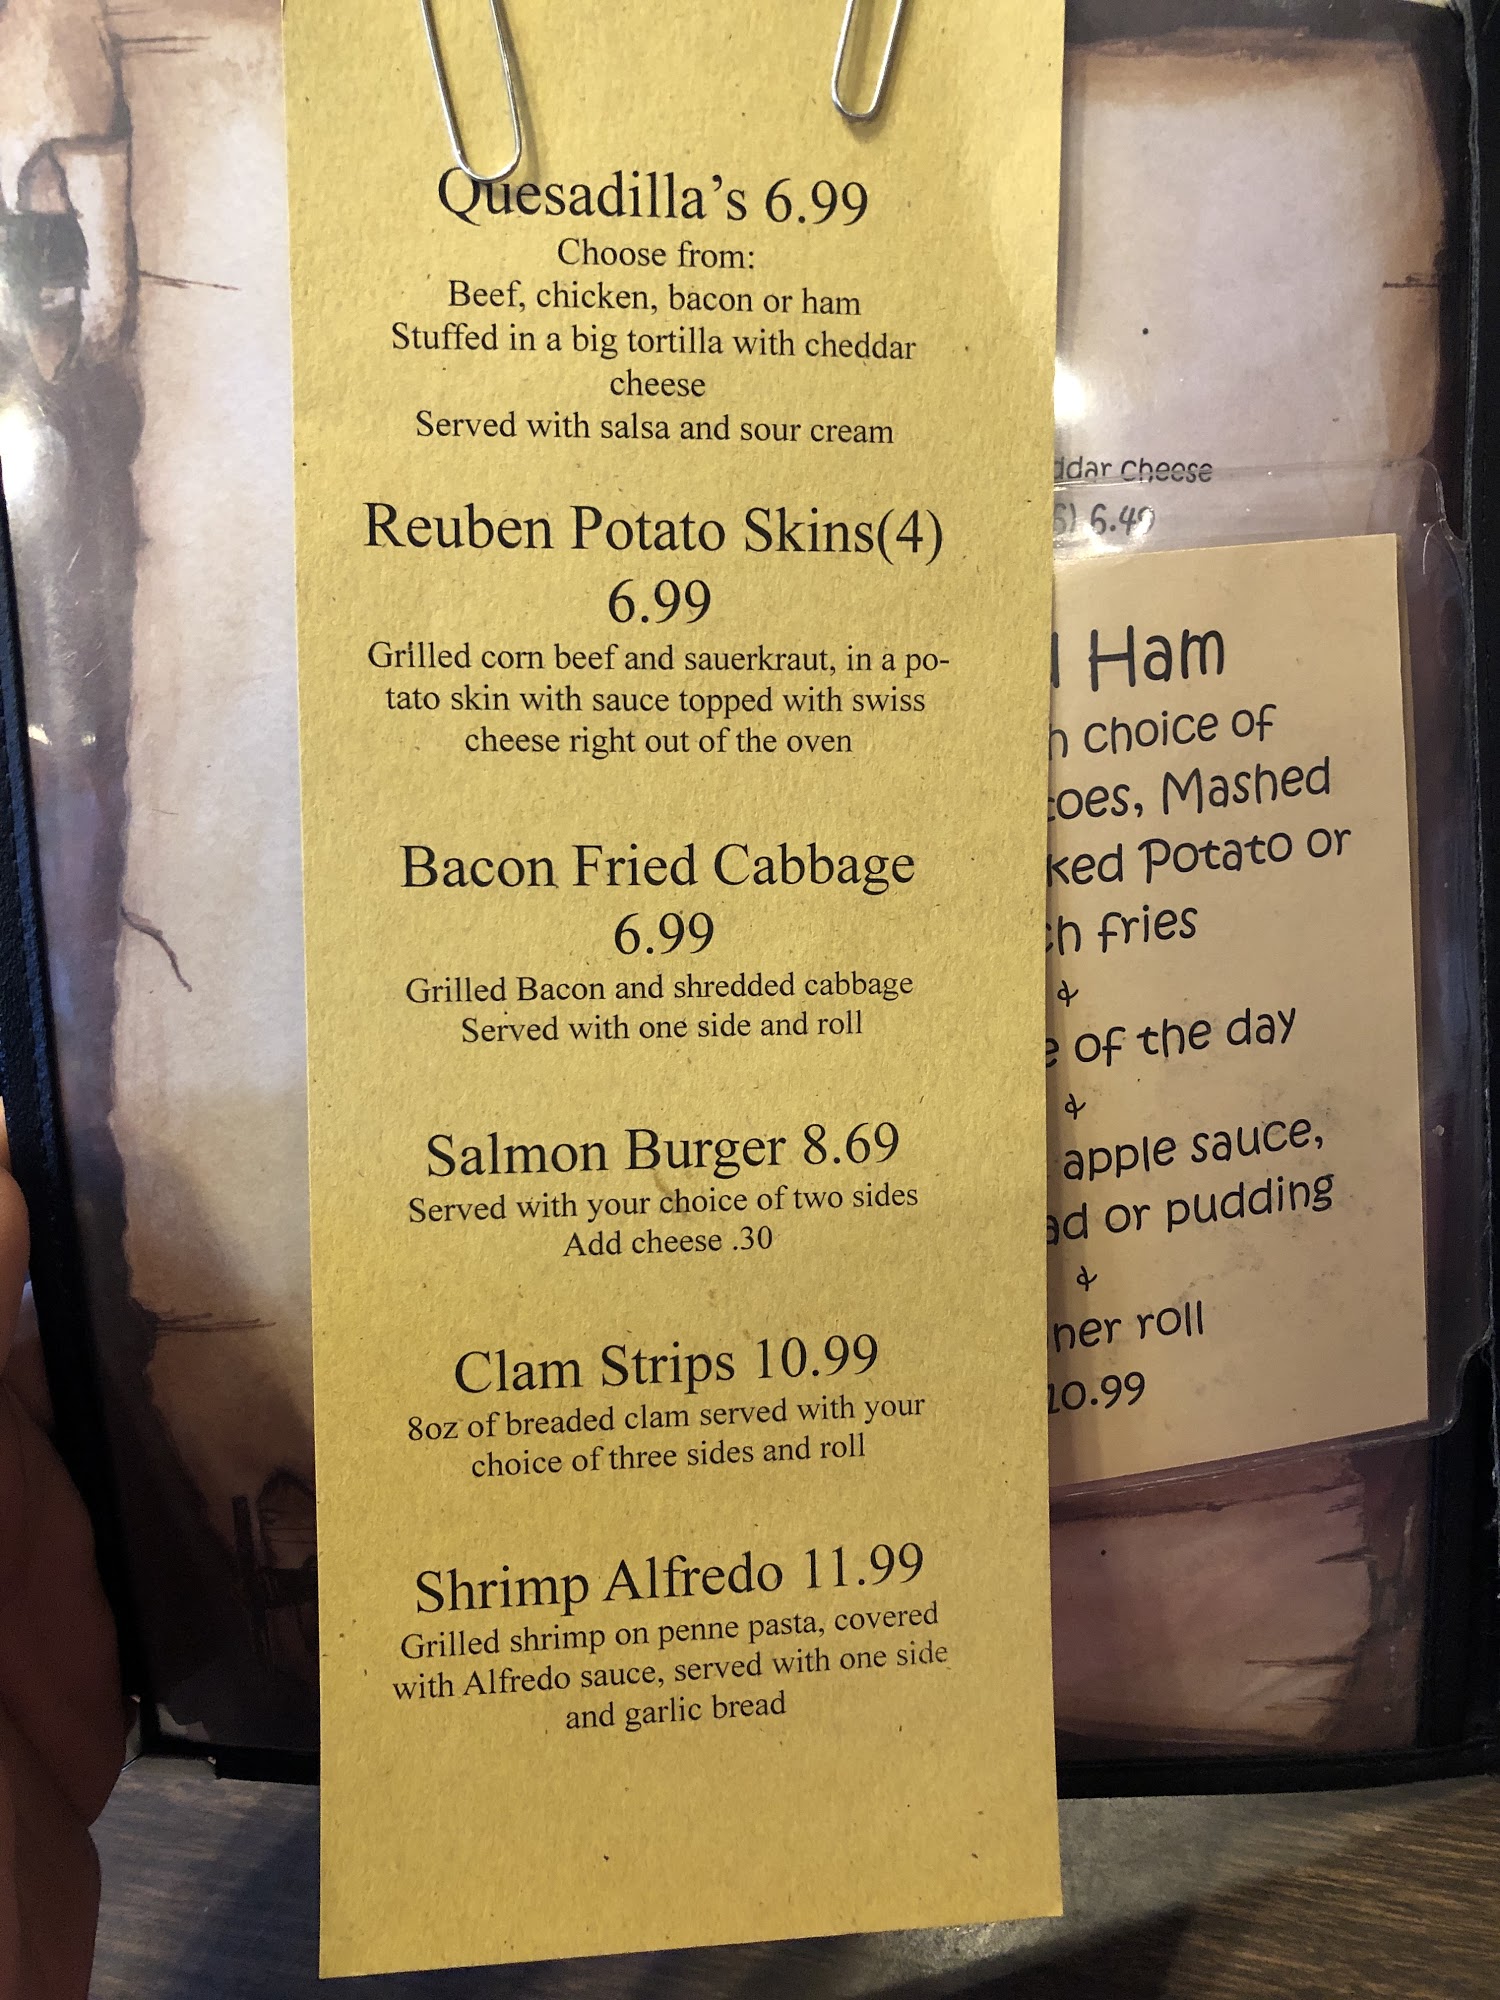 Quesadilla's 6.99
Choose from:
Beef, chicken, bacon or ham
Stuffed in a big tortilla with cheddar
cheese
Served with salsa and sour cream
Reuben Potato Skins(4)
6.99
Grilled corn beef and sauerkraut, in a po-
tato skin with sauce topped with swiss
cheese right out of the oven
Bacon Fried Cabbage
6.99
Grilled Bacon and shredded cabbage
Served with one side and roll
Salmon Burger 8.69
Served with your choice of two sides
Add cheese .30
Clam Strips 10.99
8oz of breaded clam served with your
choice of three sides and roll
Shrimp Alfredo 11.99
Grilled shrimp on penne pasta, covered
with Alfredo sauce, served with one side
and garlic bread
cheese
6.49
Ham
choice of
Mashed
Potato or
fries
&
of the day
&
apple sauce,
or pudding
&
roll
10.99